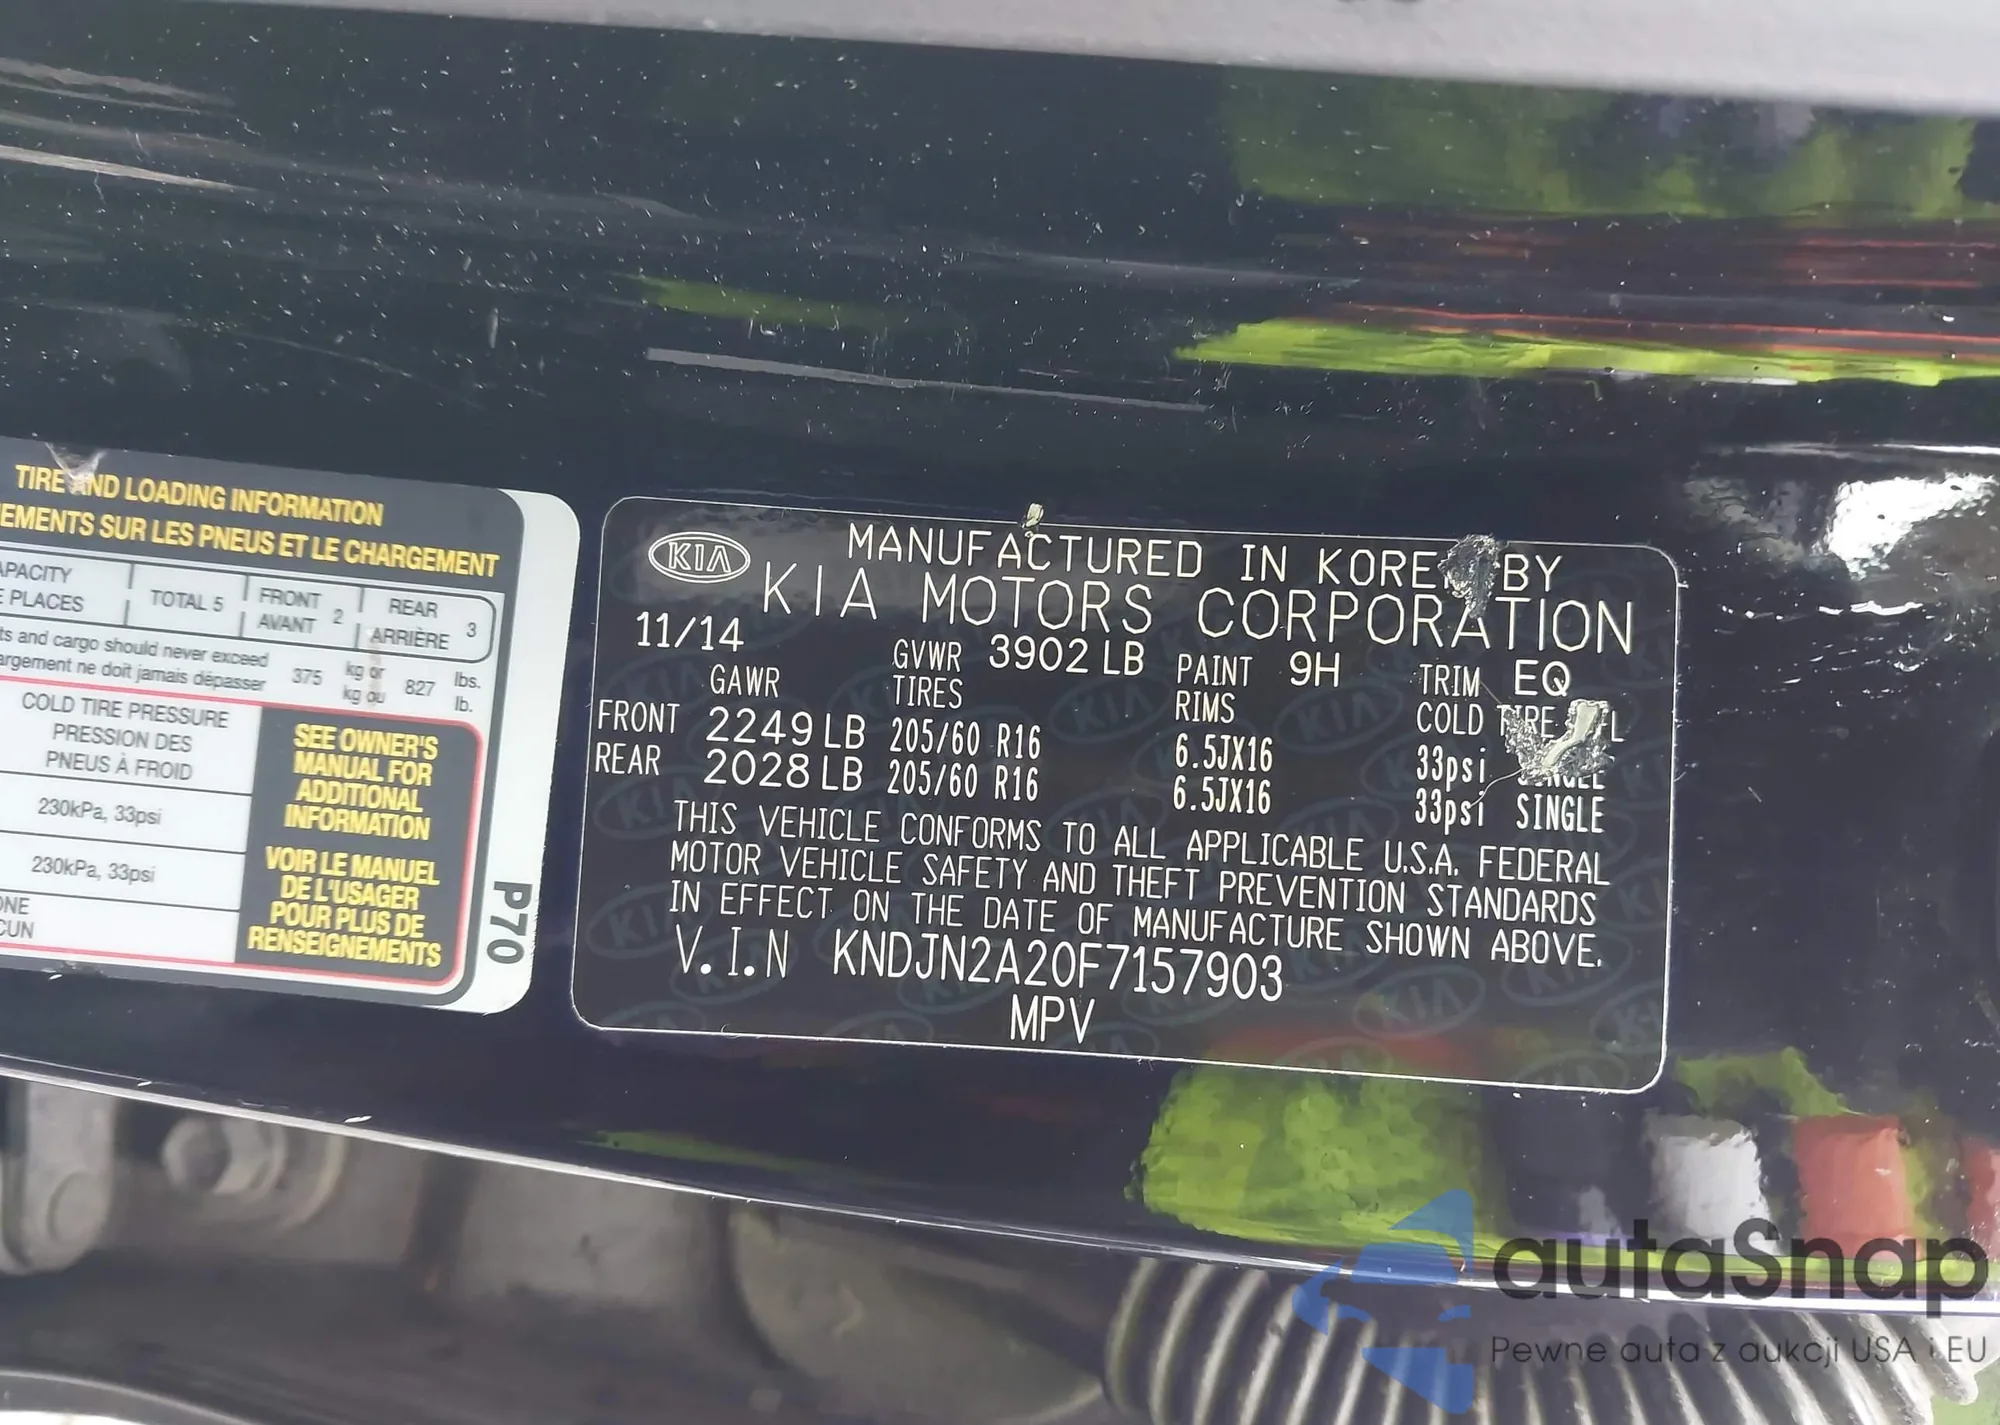 TIRE AND LOADING INFORMATION
EMENTS SUR LES PNEUS ET LE CHARGEMENT
APACITY
E PLACES
TOTAL 5
FRONT
AVANT
2
REAR
ARRIÈRE
3
ts and cargo should never exceed
argement ne doit jamais dépasser
375
kg or
kg ou
827
lbs.
lb.
COLD TIRE PRESSURE
PRESSION DES
PNEUS À FROID
230kPa, 33psi
230kPa, 33psi
ONE
CUN
SEE OWNER'S
MANUAL FOR
ADDITIONAL
INFORMATION
VOIR LE MANUEL
DE L'USAGER
POUR PLUS DE
RENSEIGNEMENTS
P70
KIA
MANUFACTURED IN KOREA BY
KIA MOTORS CORPORATION
11/14 GVWR 3902 LB PAINT 9H TRIM EQ
GAWR TIRES RIMS COLD TIRE
FRONT 2249 LB 205/60 R16 6.5JX16 33psi SINGLE
REAR 2028 LB 205/60 R16 6.5JX16 33psi SINGLE
THIS VEHICLE CONFORMS TO ALL APPLICABLE U.S.A. FEDERAL
MOTOR VEHICLE SAFETY AND THEFT PREVENTION STANDARDS
IN EFFECT ON THE DATE OF MANUFACTURE SHOWN ABOVE.
V.I.N KNDJN2A20F7157903
MPV
autaSnap
Pewne auta z aukcji USA i EU